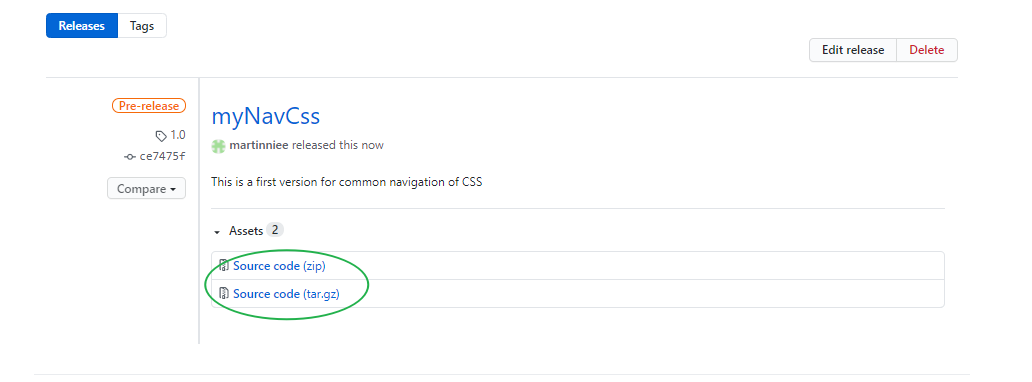 Releases Tags
Edit release Delete
Pre-release
myNavCss
1.0
martinniee released this now
ce7475f
This is a first version for common navigation of CSS
Compare
Assets 2
Source code (zip)
Source code (tar.gz)